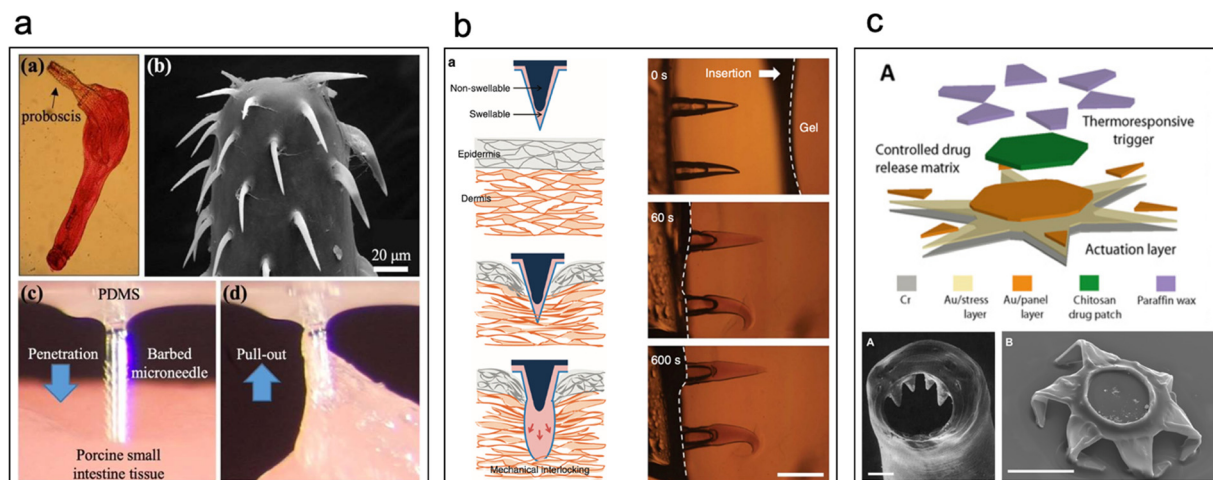 a
(a)
proboscis
(b)
20 μm
(c)
PDMS
Penetration
Barbed
microneedle
Porcine small
intestine tissue
(d)
Pull-out
b
a
Non-swellable
Swellable
Epidermis
Dermis
Mechanical interlocking
0 s
Insertion
Gel
60 s
600 s
c
A
Thermoresponsive
trigger
Controlled drug
release matrix
Actuation layer
Cr
Au/stress
layer
Au/panel
layer
Chitosan
drug patch
Paraffin wax
A
B